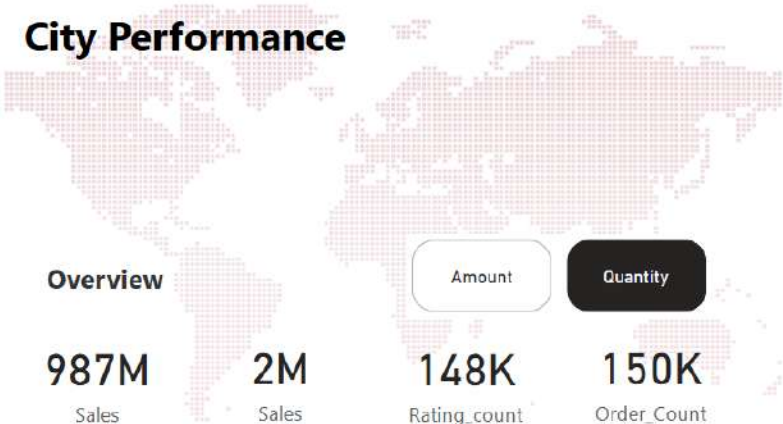 City Performance
Overview
Amount
Quantity
987M
2M
148K
150K
Sales
Sales
Rating_count
Order_Count